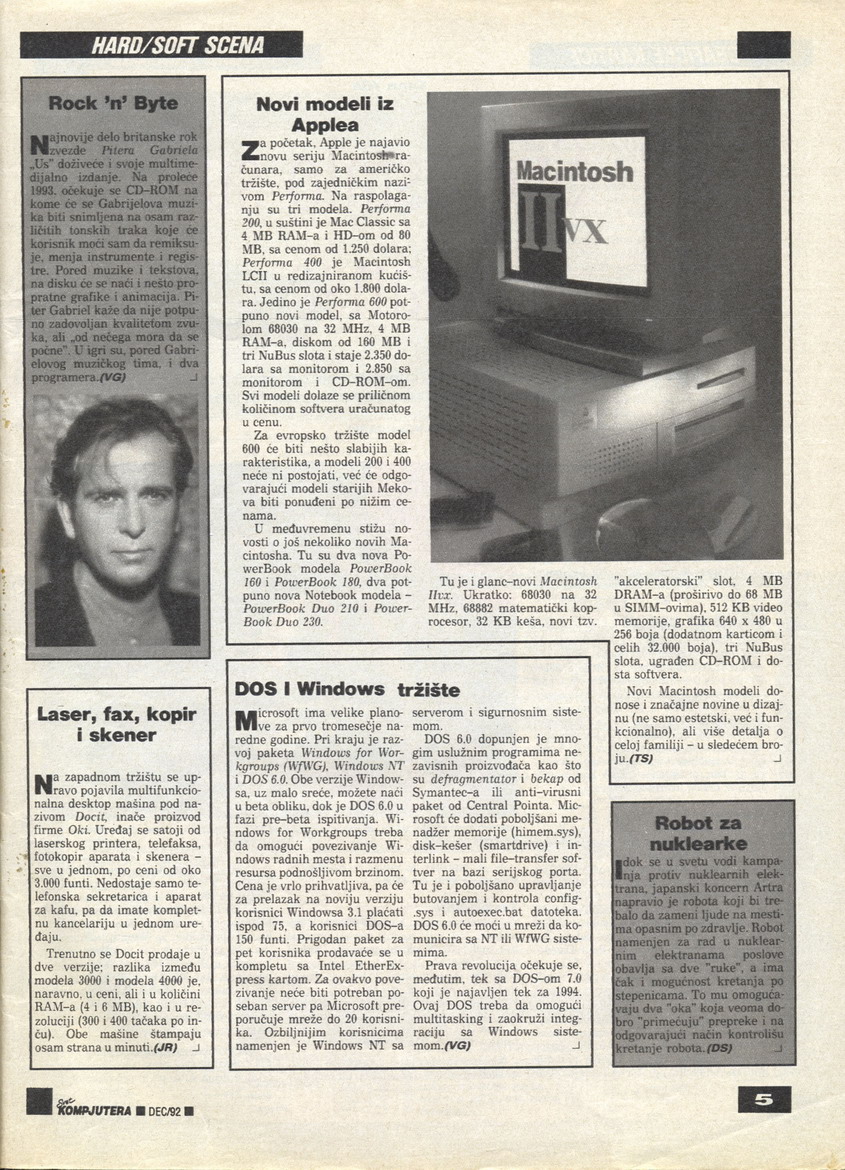 HARD/SOFT SCENA
Rock 'n' Byte
Najnovije delo britanske rok
zvezde Pitera Gabriela
„Us" doživeće i svoje multime-
dijalno izdanje. Na proleće
1993. očekuje se CD-ROM na
kome će se Gabrijelova muzi-
ka biti snimljena na osam raz-
ličitih tonskih traka koje će
korisnik moći sam da remiksu-
je, menja instrumente i regis-
tre. Pored muzike i tekstova,
na disku će se naći i nešto pro-
pratne grafike i animacija. Pi-
ter Gabriel kaže da nije potpu-
no zadovoljan kvalitetom zvu-
ka, ali „od nečega mora da se
počne". U igri su, pored Gabri-
elovog muzičkog tima, i dva
programera.(VG)
Laser, fax, kopir
i skener
Na zapadnom tržištu se up-
ravo pojavila multifunkcio-
nalna desktop mašina pod na-
zivom Docit, inače proizvod
firme Oki. Uređaj se satoji od
laserskog printera, telefaksa,
fotokopir aparata i skenera –
sve u jednom, po ceni od oko
3.000 funti. Nedostaje samo te-
lefonska sekretarica i aparat
za kafu, pa da imate komplet-
nu kancelariju u jednom ure-
đaju.
Trenutno se Docit prodaje u
dve verzije; razlika između
modela 3000 i modela 4000 je,
naravno, u ceni, ali i u količini
RAM-a (4 i 6 MB), kao i u re-
zoluciji (300 i 400 tačaka po in-
ču). Obe mašine štampaju
osam strana u minuti.(JR)
Novi modeli iz
Applea
Za početak, Apple je najavio
novu seriju Macintosh ra-
čunara, samo za američko
tržište, pod zajedničkim nazi-
vom Performa. Na raspolaga-
nju su tri modela. Performa
200, u suštini je Mac Classic sa
4 MB RAM-a i HD-om od 80
MB, sa cenom od 1.250 dolara;
Performa 400 je Macintosh
LCII u redizajniranom kućiš-
tu, sa cenom od oko 1.800 dola-
ra. Jedino je Performa 600 pot-
puno novi model, sa Motoro-
lom 68030 na 32 MHz, 4 MB
RAM-a, diskom od 160 MB i
tri NuBus slota i staje 2.350 do-
lara sa monitorom i 2.850 sa
monitorom i CD-ROM-om.
Svi modeli dolaze se priličnom
količinom softvera uračunatog
u cenu.
Za evropsko tržište model
600 će biti nešto slabijih ka-
rakteristika, a modeli 200 i 400
neće ni postojati, već će odgo-
varajući modeli starijih Meko-
va biti ponuđeni po nižim ce-
nama.
U međuvremenu stižu no-
vosti o još nekoliko novih Ma-
cintosha. Tu su dva nova Po-
werBook modela PowerBook
160 i PowerBook 180, dva pot-
puno nova Notebook modela –
PowerBook Duo 210 i Power-
Book Duo 230.
Macintosh
IIvx
Tu je i glanc-novi Macintosh
IIvx. Ukratko: 68030 na 32
MHz, 68882 matematički kop-
rocesor, 32 KB keša, novi tzv.
"akceleratorski" slot, 4 MB
DRAM-a (proširivo do 68 MB
u SIMM-ovima), 512 KB video
memorije, grafika 640 x 480 u
256 boja (dodatnom karticom i
celih 32.000 boja), tri NuBus
slota, ugrađen CD-ROM i do-
sta softvera.
Novi Macintosh modeli do-
nose i značajne novine u dizaj-
nu (ne samo estetski, već i fun-
kcionalno), ali više detalja o
celoj familiji – u sledećem bro-
ju.(TS)
DOS I Windows tržište
Microsoft ima velike plano-
ve za prvo tromesečje na-
redne godine. Pri kraju je raz-
voj paketa Windows for Wor-
kgroups (WfWG), Windows NT
i DOS 6.0. Obe verzije Window-
sa, uz malo sreće, možete naći
u beta obliku, dok je DOS 6.0 u
fazi pre-beta ispitivanja. Wi-
ndows for Workgroups treba
da omogući povezivanje Wi-
ndows radnih mesta i razmenu
resursa podnošljivom brzinom.
Cena je vrlo prihvatljiva, pa će
za prelazak na noviju verziju
korisnici Windowsa 3.1 plaćati
ispod 75, a korisnici DOS-a
150 funti. Prigodan paket za
pet korisnika prodavaće se u
kompletu sa Intel EtherEx-
press kartom. Za ovakvo pove-
zivanje neće biti potreban po-
seban server pa Microsoft pre-
poručuje mreže do 20 korisni-
ka. Ozbiljnijim korisnicima
namenjen je Windows NT sa
serverom i sigurnosnim siste-
mom.
DOS 6.0 dopunjen je mno-
gim uslužnim programima ne-
zavisnih proizvođača kao što
su defragmentator i bekap od
Symantec-a ili anti-virusni
paket od Central Pointa. Mic-
rosoft će dodati poboljšani me-
nadžer memorije (himem.sys),
disk-kešer (smartdrive) i in-
terlink – mali file-transfer sof-
tver na bazi serijskog porta.
Tu je i poboljšano upravljanje
butovanjem i kontrola config-
.sys i autoexec.bat datoteka.
DOS 6.0 će moći u mreži da ko-
municira sa NT ili WfWG siste-
mima.
Prava revolucija očekuje se,
međutim, tek sa DOS-om 7.0
koji je najavljen tek za 1994.
Ovaj DOS treba da omogući
multitasking i zaokruži integ-
raciju sa Windows siste-
mom.(VG)
Robot za
nuklearke
Idok se u svetu vodi kampa-
nja protiv nuklearnih elek-
trana, japanski koncern Artra
napravio je robota koji bi tre-
balo da zameni ljude na mesti-
ma opasnim po zdravlje. Robot
namenjen za rad u nuklear-
nim elektranama poslove
obavlja sa dve "ruke", a ima
čak i mogućnost kretanja po
stepenicama. To mu omoguća-
vaju dva "oka" koja veoma do-
bro "primećuju" prepreke i na
odgovarajući način kontrolišu
kretanje robota.(DS)
Svet
KOMPJUTERA ■ DEC/92 ■
5